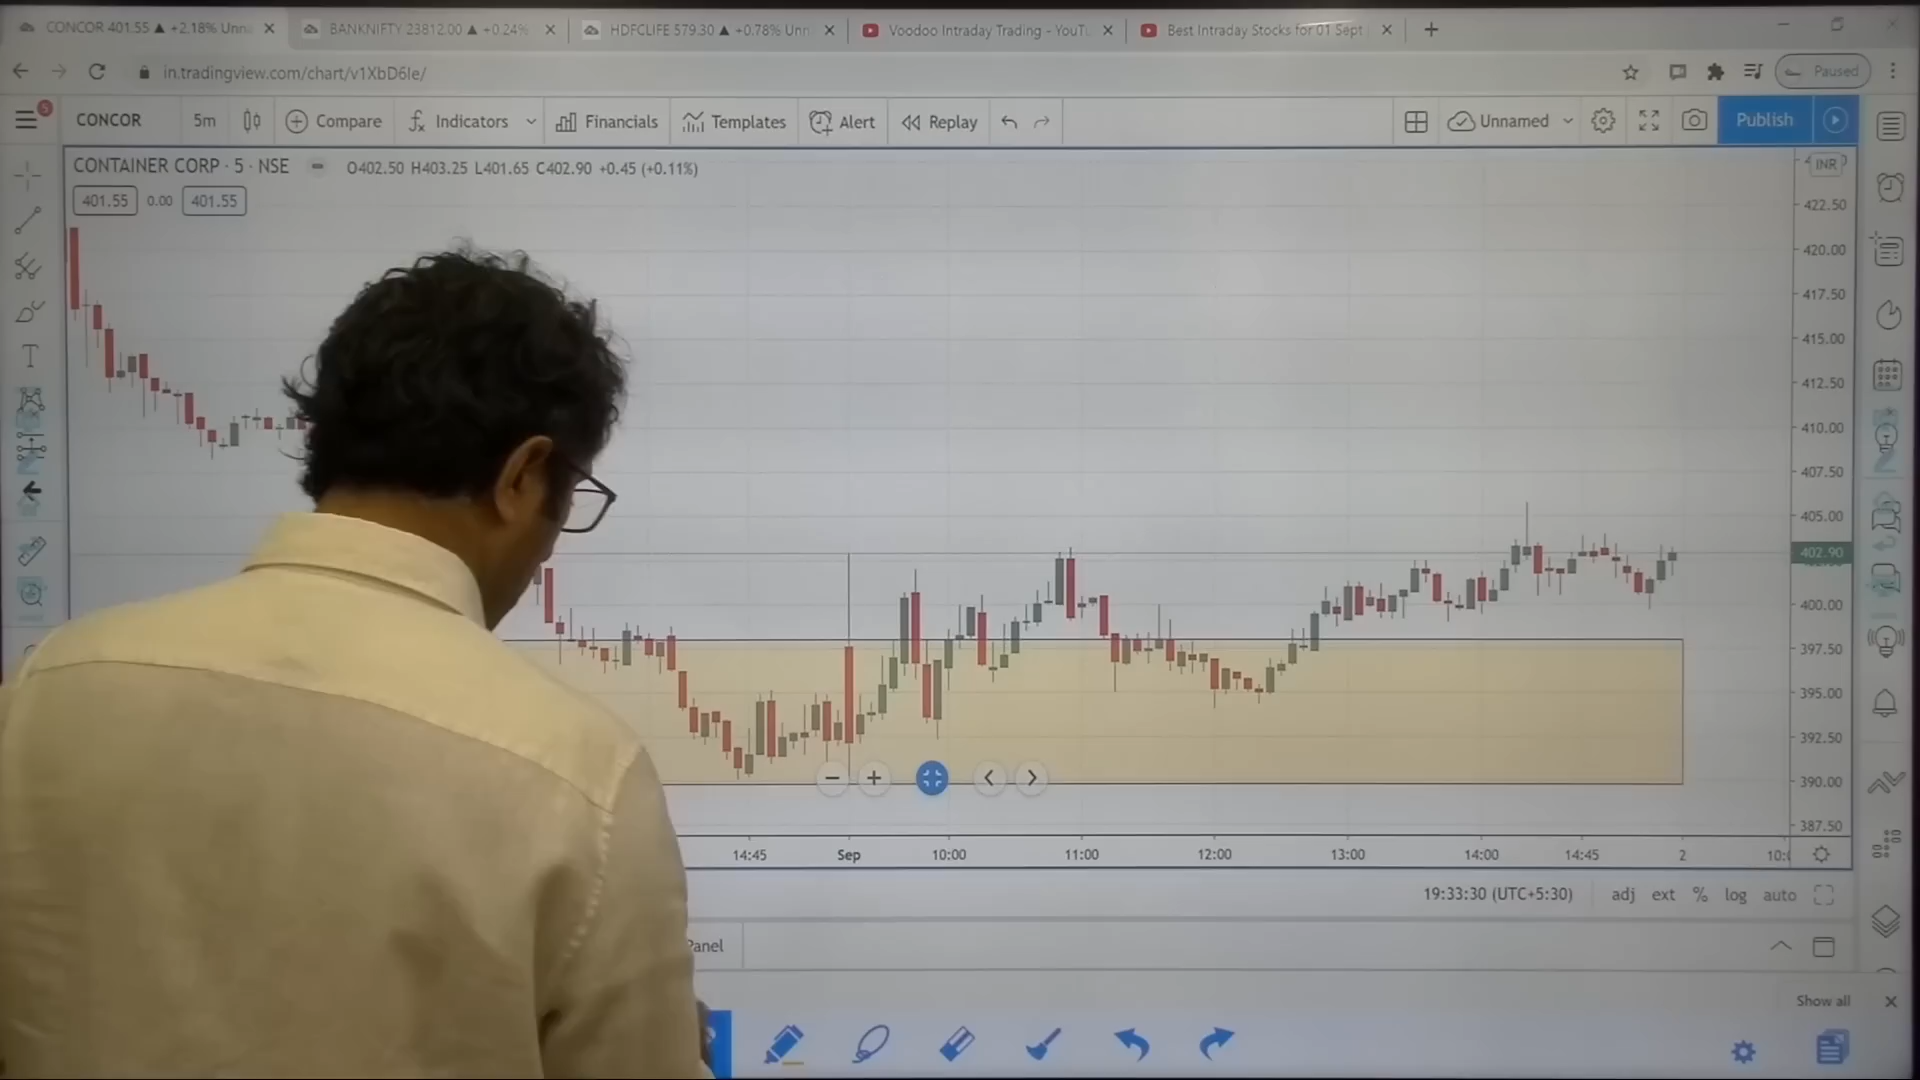 CONCOR 401.55 ▲ +2.18% Unn
BANKNIFTY 23812.00 ▲ +0.24%
HDFCLIFE 579.30 ▲ +0.78% Unn
Voodoo Intraday Trading - YouTu
Best Intraday Stocks for 01 Sept
in.tradingview.com/chart/v1XbD6Ie/
Paused
5
CONCOR
5m
Compare
Indicators
Financials
Templates
Alert
Replay
Unnamed
Publish
CONTAINER CORP · 5 · NSE
O402.50 H403.25 L401.65 C402.90 +0.45 (+0.11%)
401.55 0.00 401.55
INR
422.50
420.00
417.50
415.00
412.50
410.00
407.50
405.00
402.90
400.00
397.50
395.00
392.50
390.00
387.50
14:45 Sep 10:00 11:00 12:00 13:00 14:00 14:45 2 10:
19:33:30 (UTC+5:30) adj ext % log auto
Panel
Show all